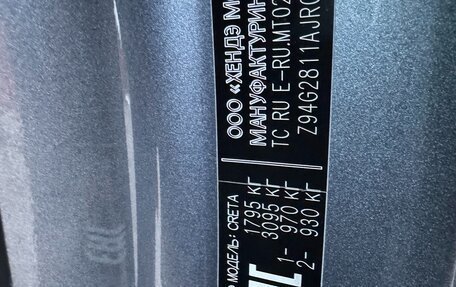 ООО «ХЕНДЭ М
МАНУФАКТУРИН
ТС RU E-RU.MT02
Z94G2811AJR
МОДЕЛЬ: CRETA
1795 КГ
3095 КГ
1- 970 КГ
2- 930 КГ